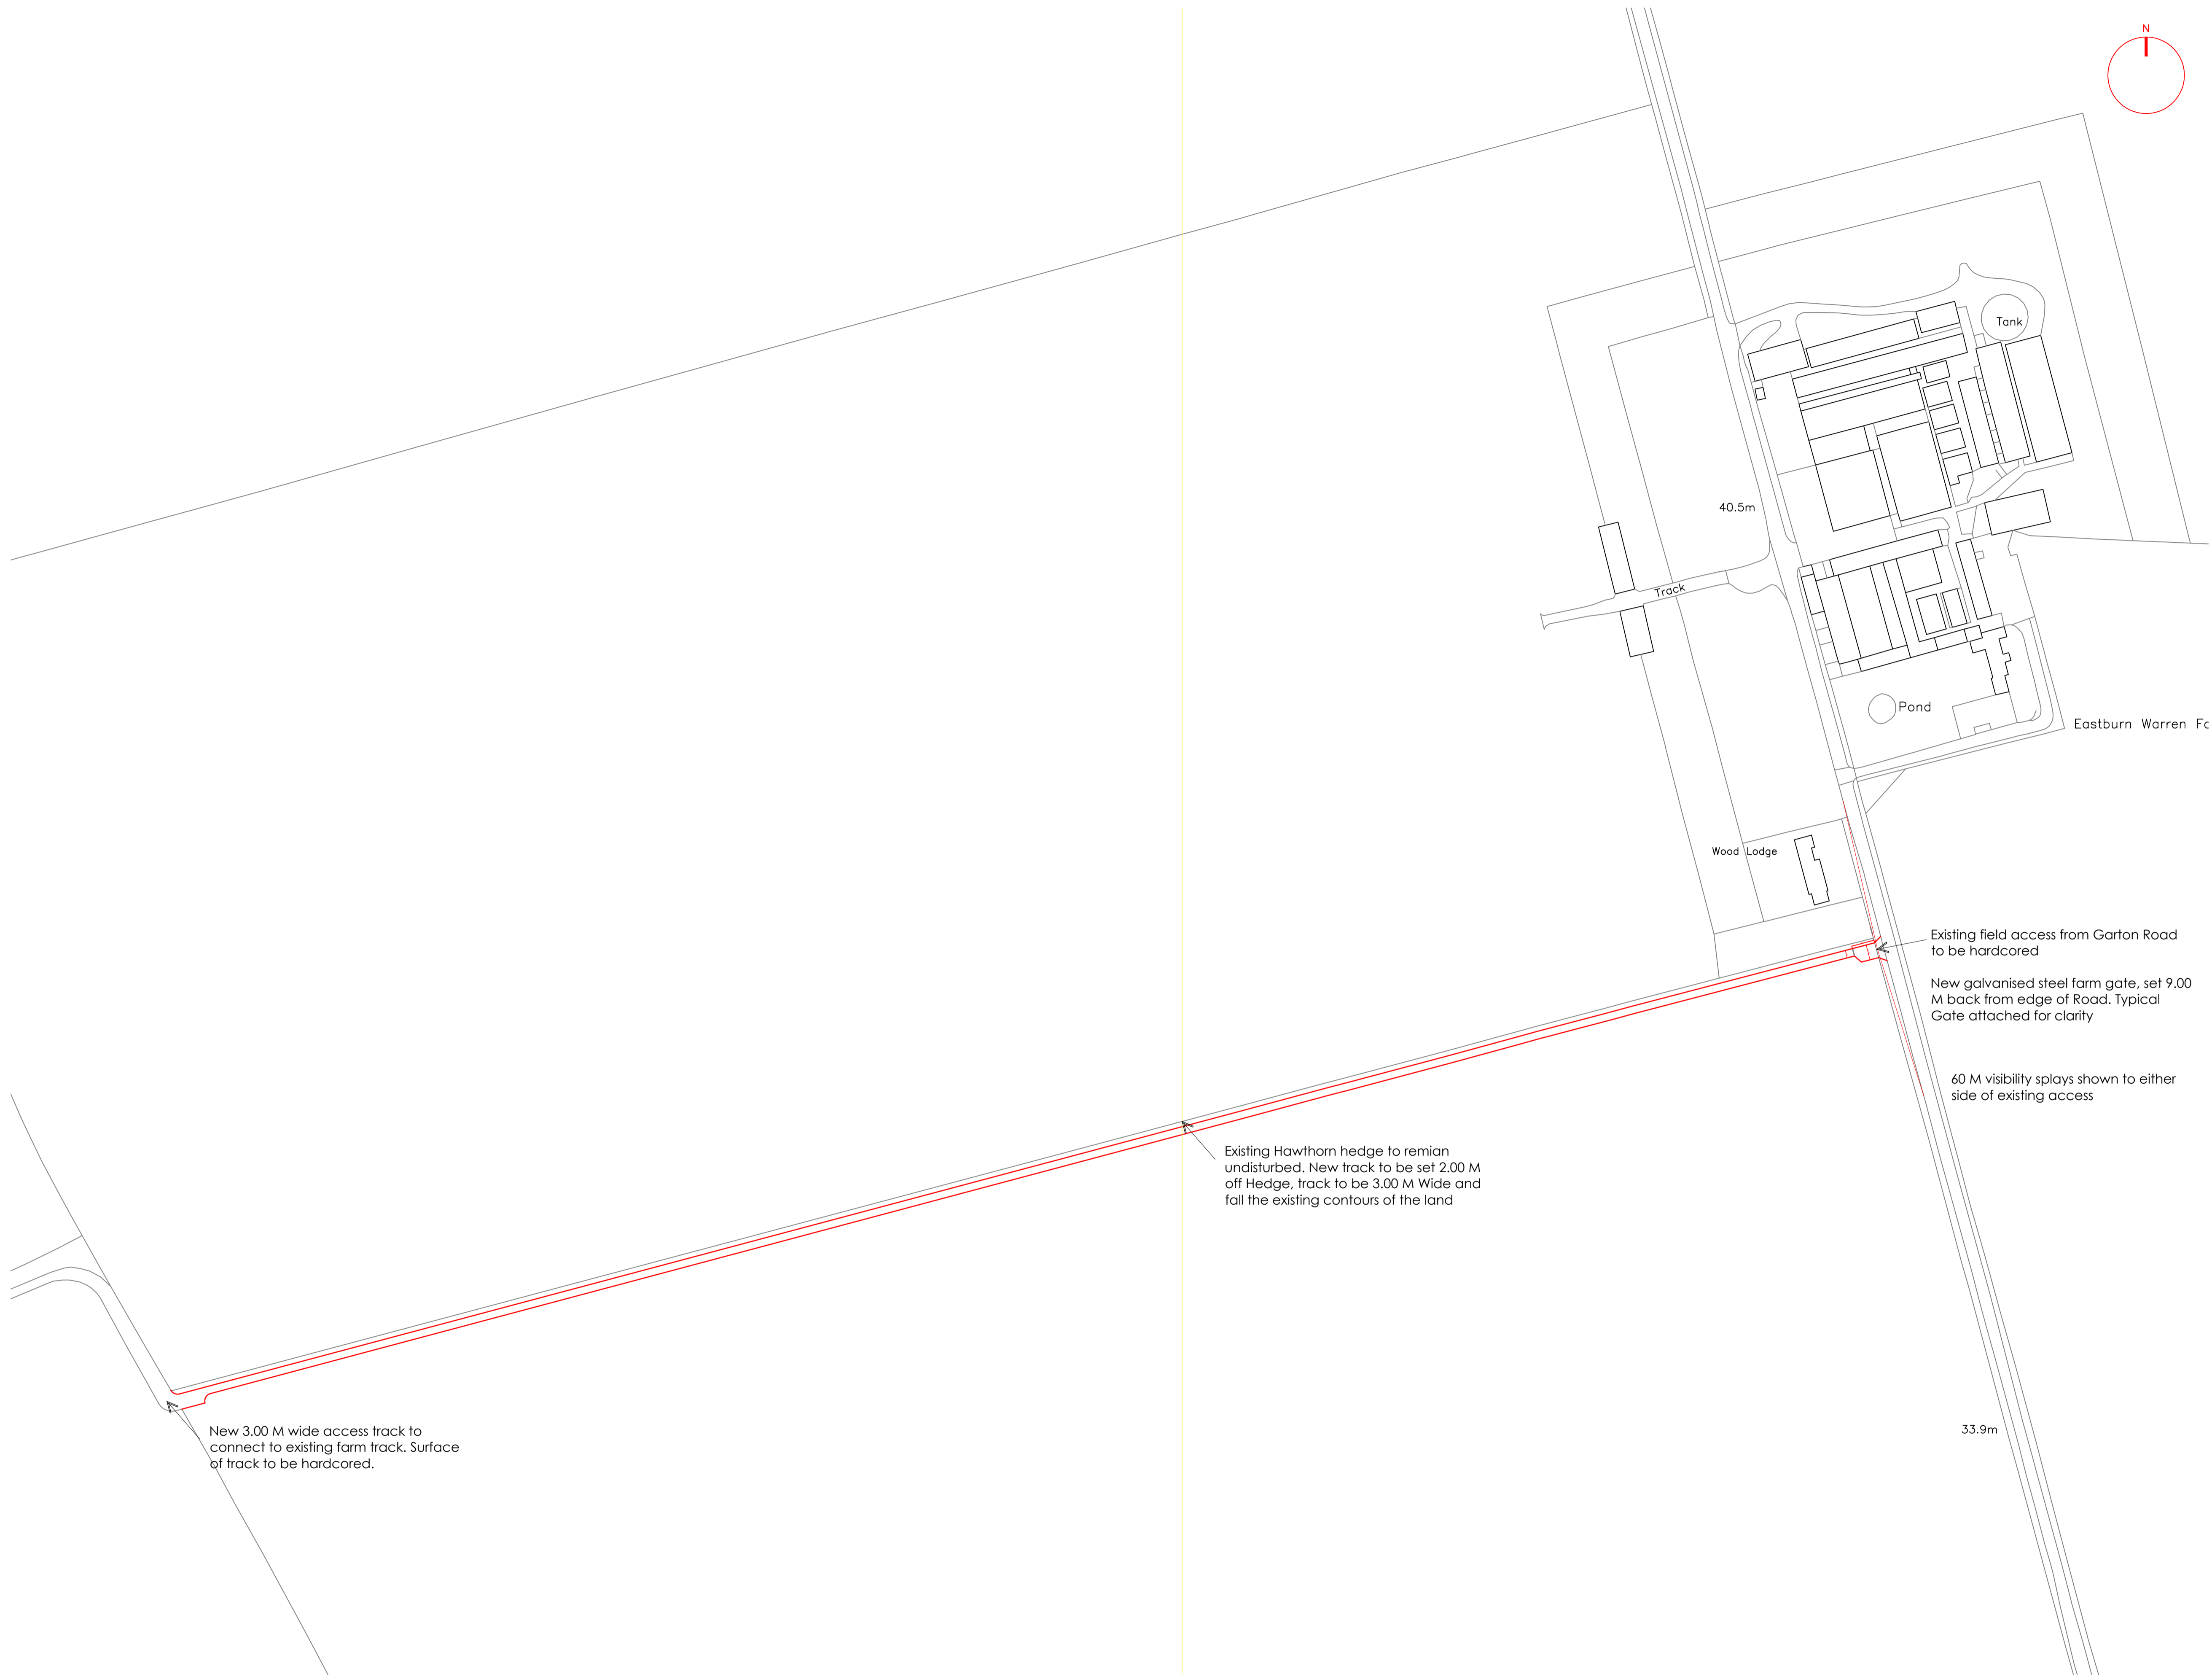 N
Tank
40.5m
Track
Pond
Eastburn Warren
Wood Lodge
Existing field access from Garton Road
to be hardcored
New galvanised steel farm gate, set 9.00
M back from edge of Road. Typical
Gate attached for clarity
60 M visibility splays shown to either
side of existing access
Existing Hawthorn hedge to remian
undisturbed. New track to be set 2.00 M
off Hedge, track to be 3.00 M Wide and
fall the existing contours of the land
New 3.00 M wide access track to
connect to existing farm track. Surface
of track to be hardcored.
33.9m